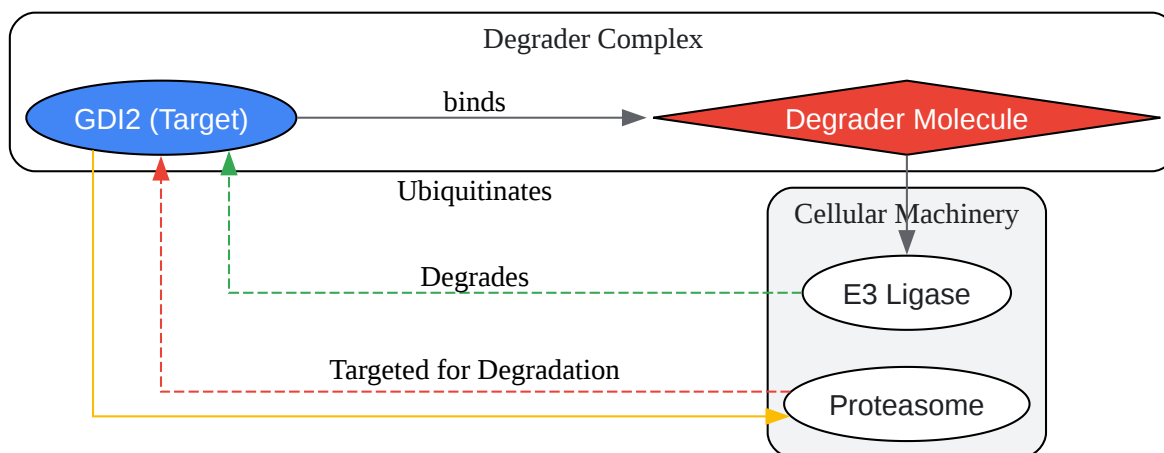 Degrader Complex
binds
GDI2 (Target)
Degrader Molecule
Ubiquitinates
Cellular Machinery
Degrades
E3 Ligase
Targeted for Degradation
Proteasome